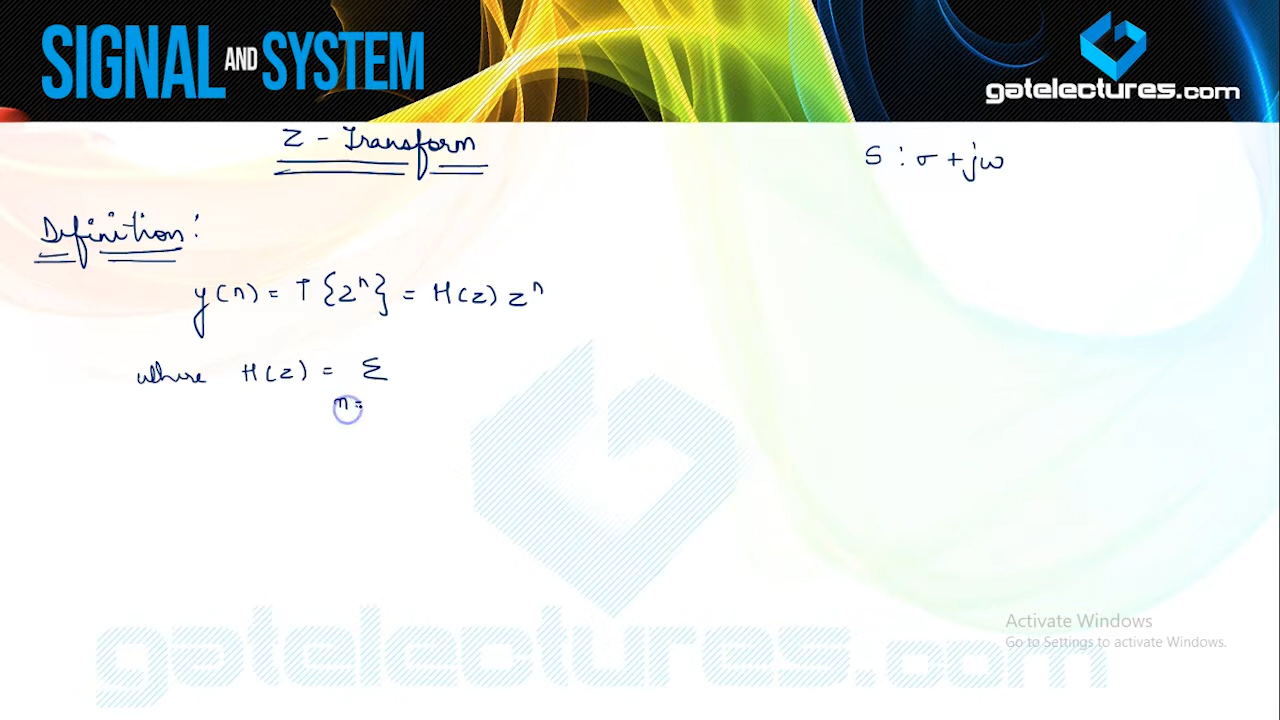 SIGNAL AND SYSTEM
gatelectures.com
Z - Transform
S : σ + jω
Definition:
y(n) = T {z^n} = H(z) z^n
where H(z) = Σ
n =
gatelectures.com
Activate Windows
Go to Settings to activate Windows.